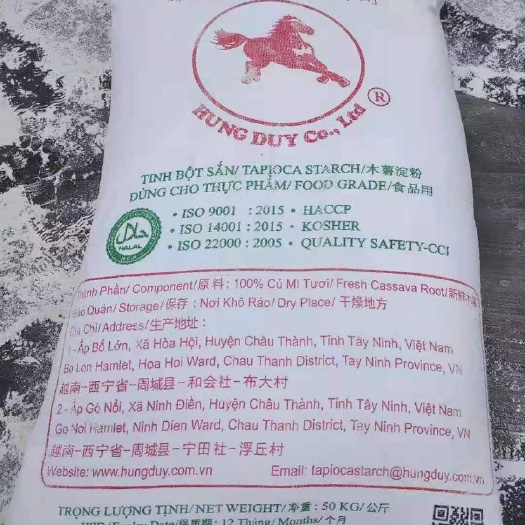 HUNG DUY Co., Ltd ®
TINH BỘT SẮN/ TAPIOCA STARCH/木薯淀粉
DÙNG CHO THỰC PHẨM/ FOOD GRADE/食品用
• ISO 9001 : 2015 • HACCP
• ISO 14001 : 2015 • KOSHER
• ISO 22000 : 2005 • QUALITY SAFETY-CCI
HALAL
Thành Phần/ Component/原料: 100% Củ Mì Tươi/ Fresh Cassava Root/新鲜
Bảo Quản/ Storage/保存: Nơi Khô Ráo/ Dry Place/ 干燥地方
Địa Chỉ/ Address/生产地址:
1 - Ấp Bố Lớn, Xã Hòa Hội, Huyện Châu Thành, Tỉnh Tây Ninh, Việt Nam
Bo Lon Hamlet, Hoa Hoi Ward, Chau Thanh District, Tay Ninh Province, VN
越南-西宁省-周城县-和会社-布大村
2 - Ấp Gò Nổi, Xã Ninh Điền, Huyện Châu Thành, Tỉnh Tây Ninh, Việt Nam
Go Noi Hamlet, Ninh Dien Ward, Chau Thanh District, Tay Ninh Province, VN
越南-西宁省-周城县-宁田社-浮丘村
Website: www.hungduy.com.vn Email: tapiocastarch@hungduy.com.vn
TRỌNG LƯỢNG TỊNH/ NET WEIGHT/ 净重: 50 KG/公斤
HSD/ Expiry Date/保质期: 12 Tháng/ Months/个月